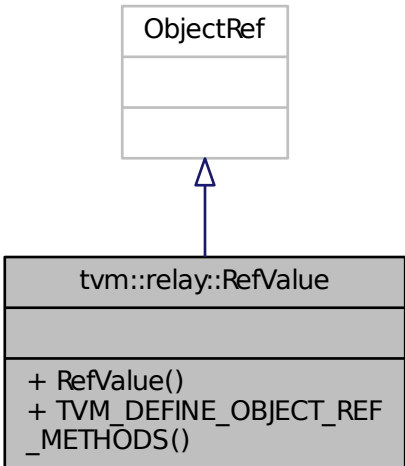 ObjectRef
tvm::relay::RefValue
+ RefValue()
+ TVM_DEFINE_OBJECT_REF
_METHODS()